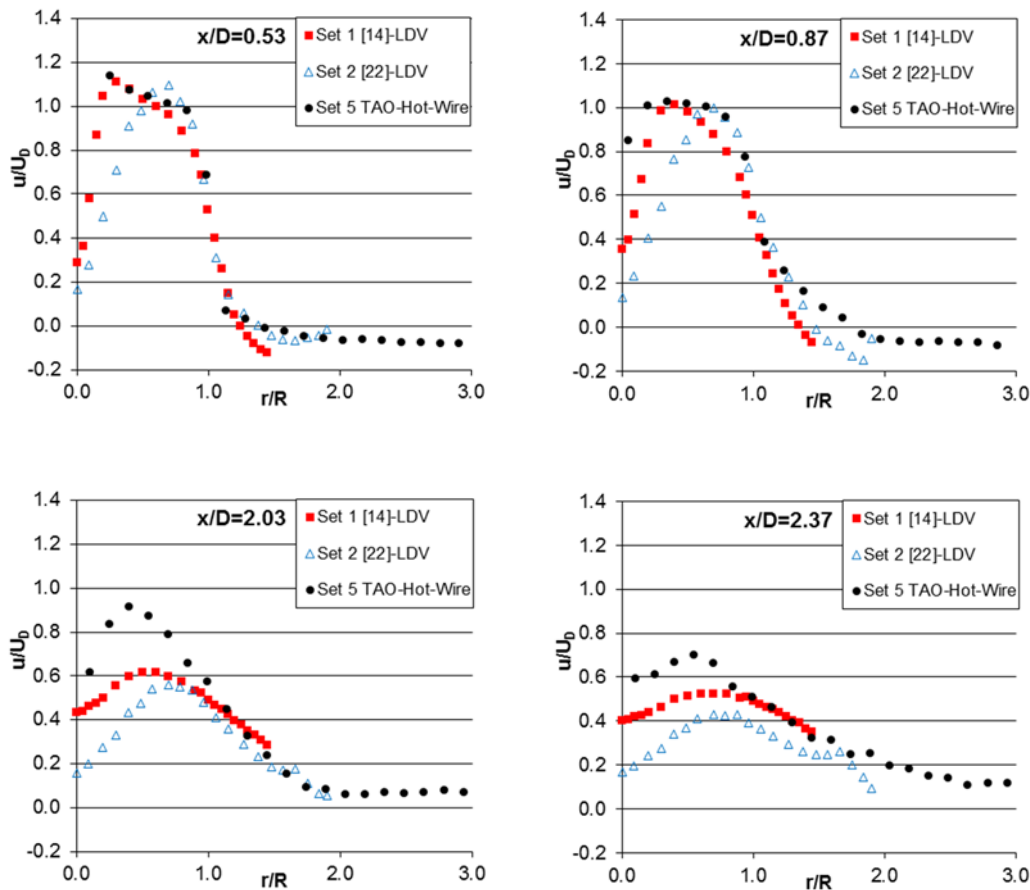 x/D=0.53
Set 1 [14]-LDV
Set 2 [22]-LDV
Set 5 TAO-Hot-Wire
u/U_D
1.4
1.2
1.0
0.8
0.6
0.4
0.2
0.0
-0.2
0.0 1.0 2.0 3.0
r/R
x/D=0.87
Set 1 [14]-LDV
Set 2 [22]-LDV
Set 5 TAO-Hot-Wire
u/U_D
1.4
1.2
1.0
0.8
0.6
0.4
0.2
0.0
-0.2
0.0 1.0 2.0 3.0
r/R
x/D=2.03
Set 1 [14]-LDV
Set 2 [22]-LDV
Set 5 TAO-Hot-Wire
u/U_D
1.4
1.2
1.0
0.8
0.6
0.4
0.2
0.0
-0.2
0.0 1.0 2.0 3.0
r/R
x/D=2.37
Set 1 [14]-LDV
Set 2 [22]-LDV
Set 5 TAO-Hot-Wire
u/U_D
1.4
1.2
1.0
0.8
0.6
0.4
0.2
0.0
-0.2
0.0 1.0 2.0 3.0
r/R